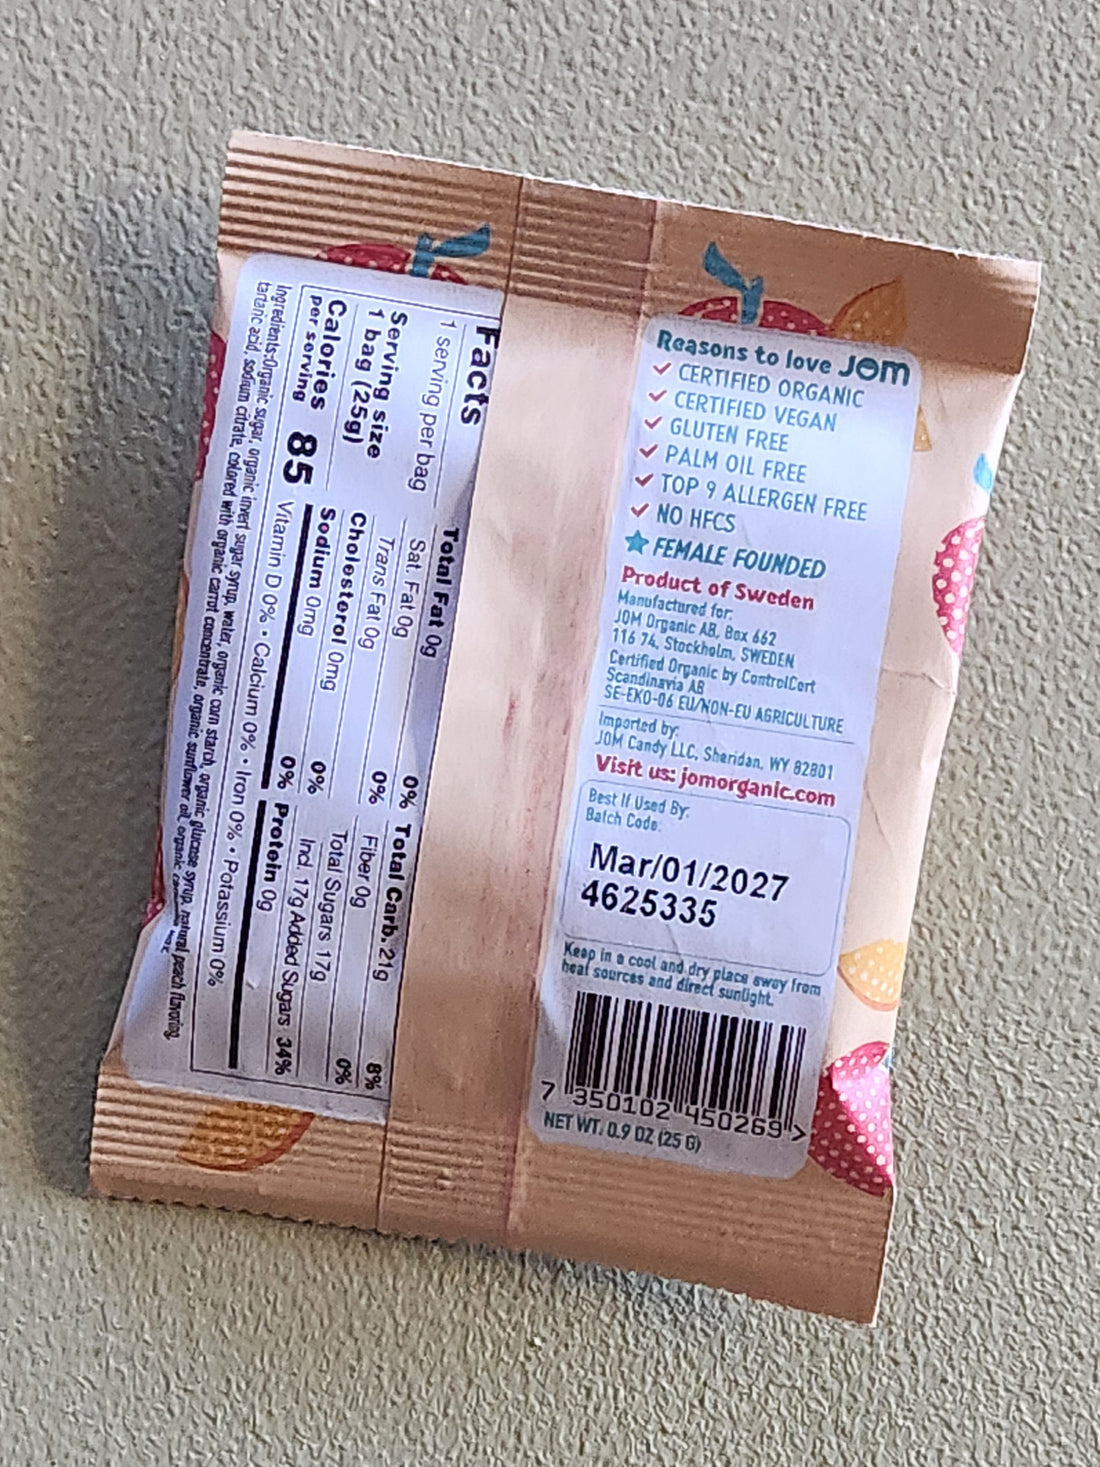 Facts
1 serving per bag
Serving size
1 bag (25g)
Calories 85
per serving
Total Fat 0g 0%
Sat. Fat 0g 0%
Trans Fat 0g
Cholesterol 0mg 0%
Sodium 0mg 0%
Total Carb. 21g 8%
Fiber 0g 0%
Total Sugars 17g
Incl. 17g Added Sugars 34%
Protein 0g
Vitamin D 0% • Calcium 0% • Iron 0% • Potassium 0%
Ingredients:Organic sugar, organic invert sugar syrup, water, organic corn starch, organic glucose syrup, natural peach flavoring,
tartaric acid, sodium citrate, colored with organic carrot concentrate, organic sunflower oil, organic
Reasons to love JOM
CERTIFIED ORGANIC
CERTIFIED VEGAN
GLUTEN FREE
PALM OIL FREE
TOP 9 ALLERGEN FREE
NO HFCS
FEMALE FOUNDED
Product of Sweden
Manufactured for:
JOM Organic AB, Box 662
116 74, Stockholm, SWEDEN
Certified Organic by ControlCert
Scandinavia AB
SE-EKO-06 EU/NON-EU AGRICULTURE
Imported by:
JOM Candy LLC, Sheridan, WY 82801
Visit us: jomorganic.com
Best If Used By:
Batch Code:
Mar/01/2027
4625335
Keep in a cool and dry place away from
heat sources and direct sunlight.
7 350102 450269 >
NET WT. 0.9 OZ (25 G)